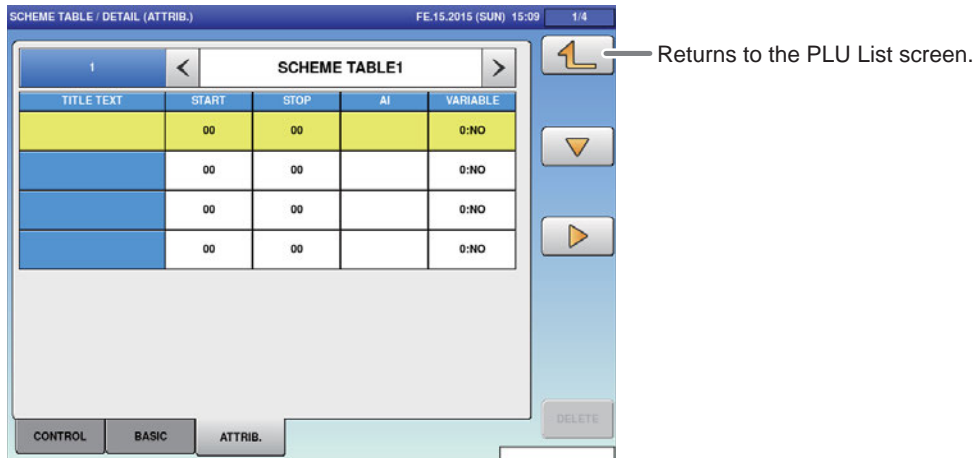 SCHEME TABLE / DETAIL (ATTRIB.) FE.15.2015 (SUN) 15:09 1/4
Returns to the PLU List screen.
1 < SCHEME TABLE1 >
TITLE TEXT START STOP AI VARIABLE
00 00 0:NO
00 00 0:NO
00 00 0:NO
00 00 0:NO
DELETE
CONTROL BASIC ATTRIB.